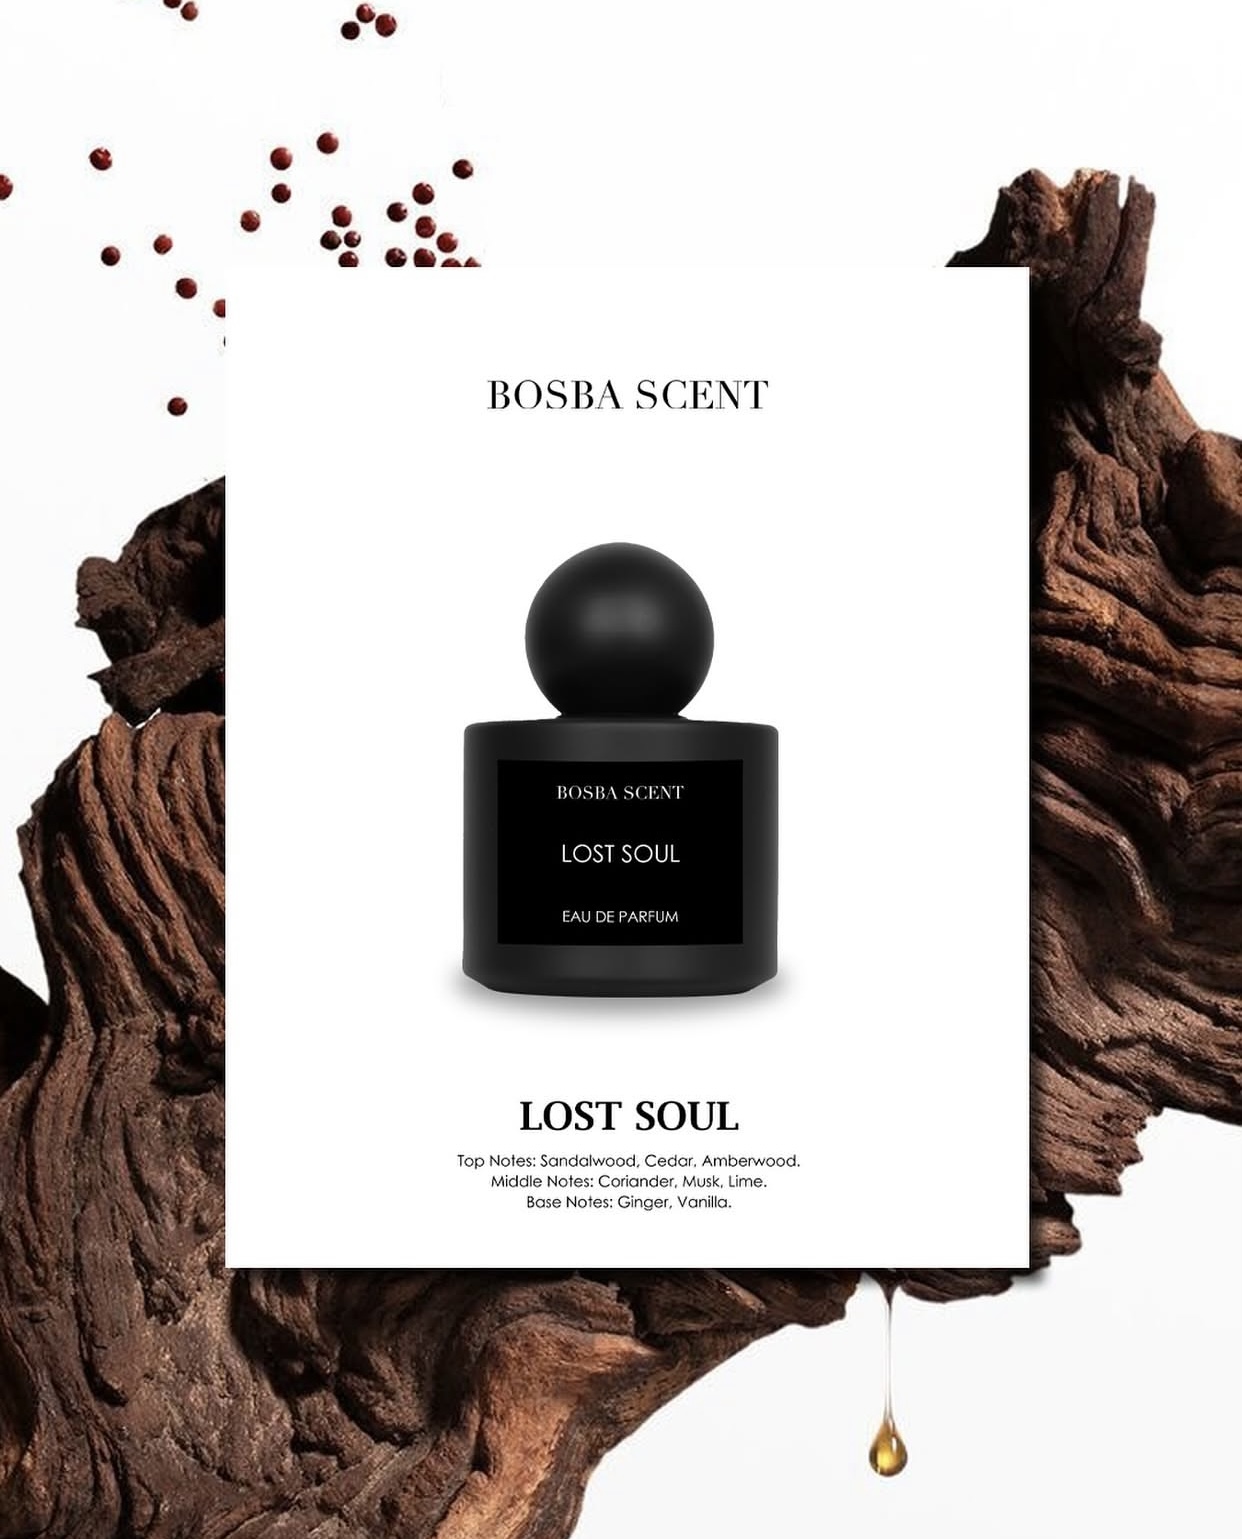 BOSBA SCENT
BOSBA SCENT
LOST SOUL
EAU DE PARFUM
LOST SOUL
Top Notes: Sandalwood, Cedar, Amberwood.
Middle Notes: Coriander, Musk, Lime.
Base Notes: Ginger, Vanilla.